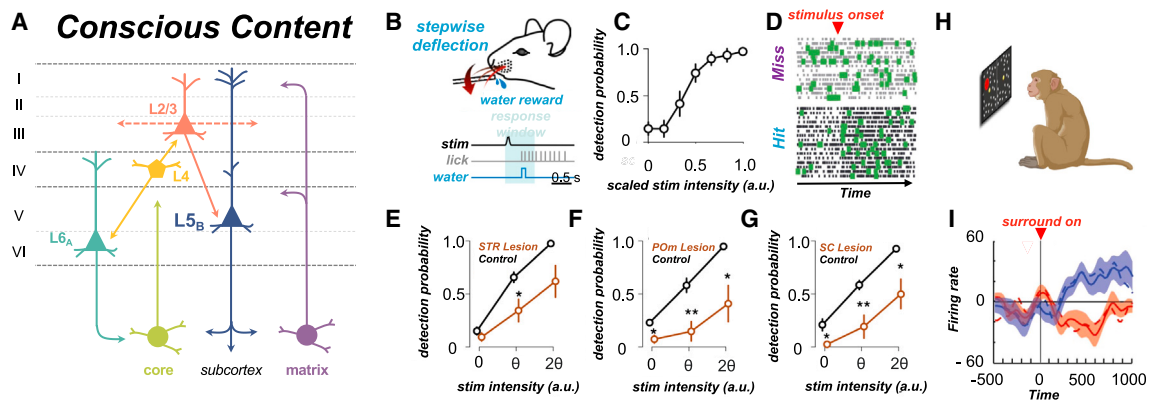 A
Conscious Content
I
II
III
IV
V
VI
L2/3
L4
L5B
L6A
core
subcortex
matrix
B
stepwise
deflection
water reward
response
window
stim
lick
water
0.5 s
C
detection probability
1.0
0.5
0
0
0.5
1.0
scaled stim intensity (a.u.)
D
stimulus onset
Miss
Hit
Time
E
detection probability
1.0
0.5
0
STR Lesion
Control
*
0
θ
2θ
stim intensity (a.u.)
F
detection probability
1.0
0.5
0
POm Lesion
Control
*
**
*
0
θ
2θ
stim intensity (a.u.)
G
detection probability
1.0
0.5
0
SC Lesion
Control
*
**
*
0
θ
2θ
stim intensity (a.u.)
H
I
surround on
Firing rate
60
0
- 60
-500
0
500
1000
Time